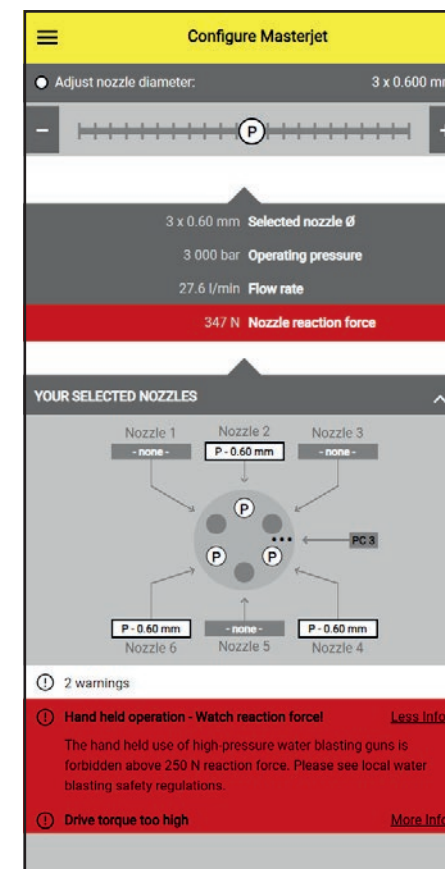 Configure Masterjet
Adjust nozzle diameter: 3 x 0.600 mm
- P +
3 x 0.60 mm Selected nozzle Ø
3 000 bar Operating pressure
27.6 l/min Flow rate
347 N Nozzle reaction force
YOUR SELECTED NOZZLES
Nozzle 1 Nozzle 2 Nozzle 3
- none - P - 0.60 mm - none -
P
PC 3
P P
P - 0.60 mm - none - P - 0.60 mm
Nozzle 6 Nozzle 5 Nozzle 4
2 warnings
Hand held operation - Watch reaction force! Less Info
The hand held use of high-pressure water blasting guns is
forbidden above 250 N reaction force. Please see local water
blasting safety regulations.
Drive torque too high More Info